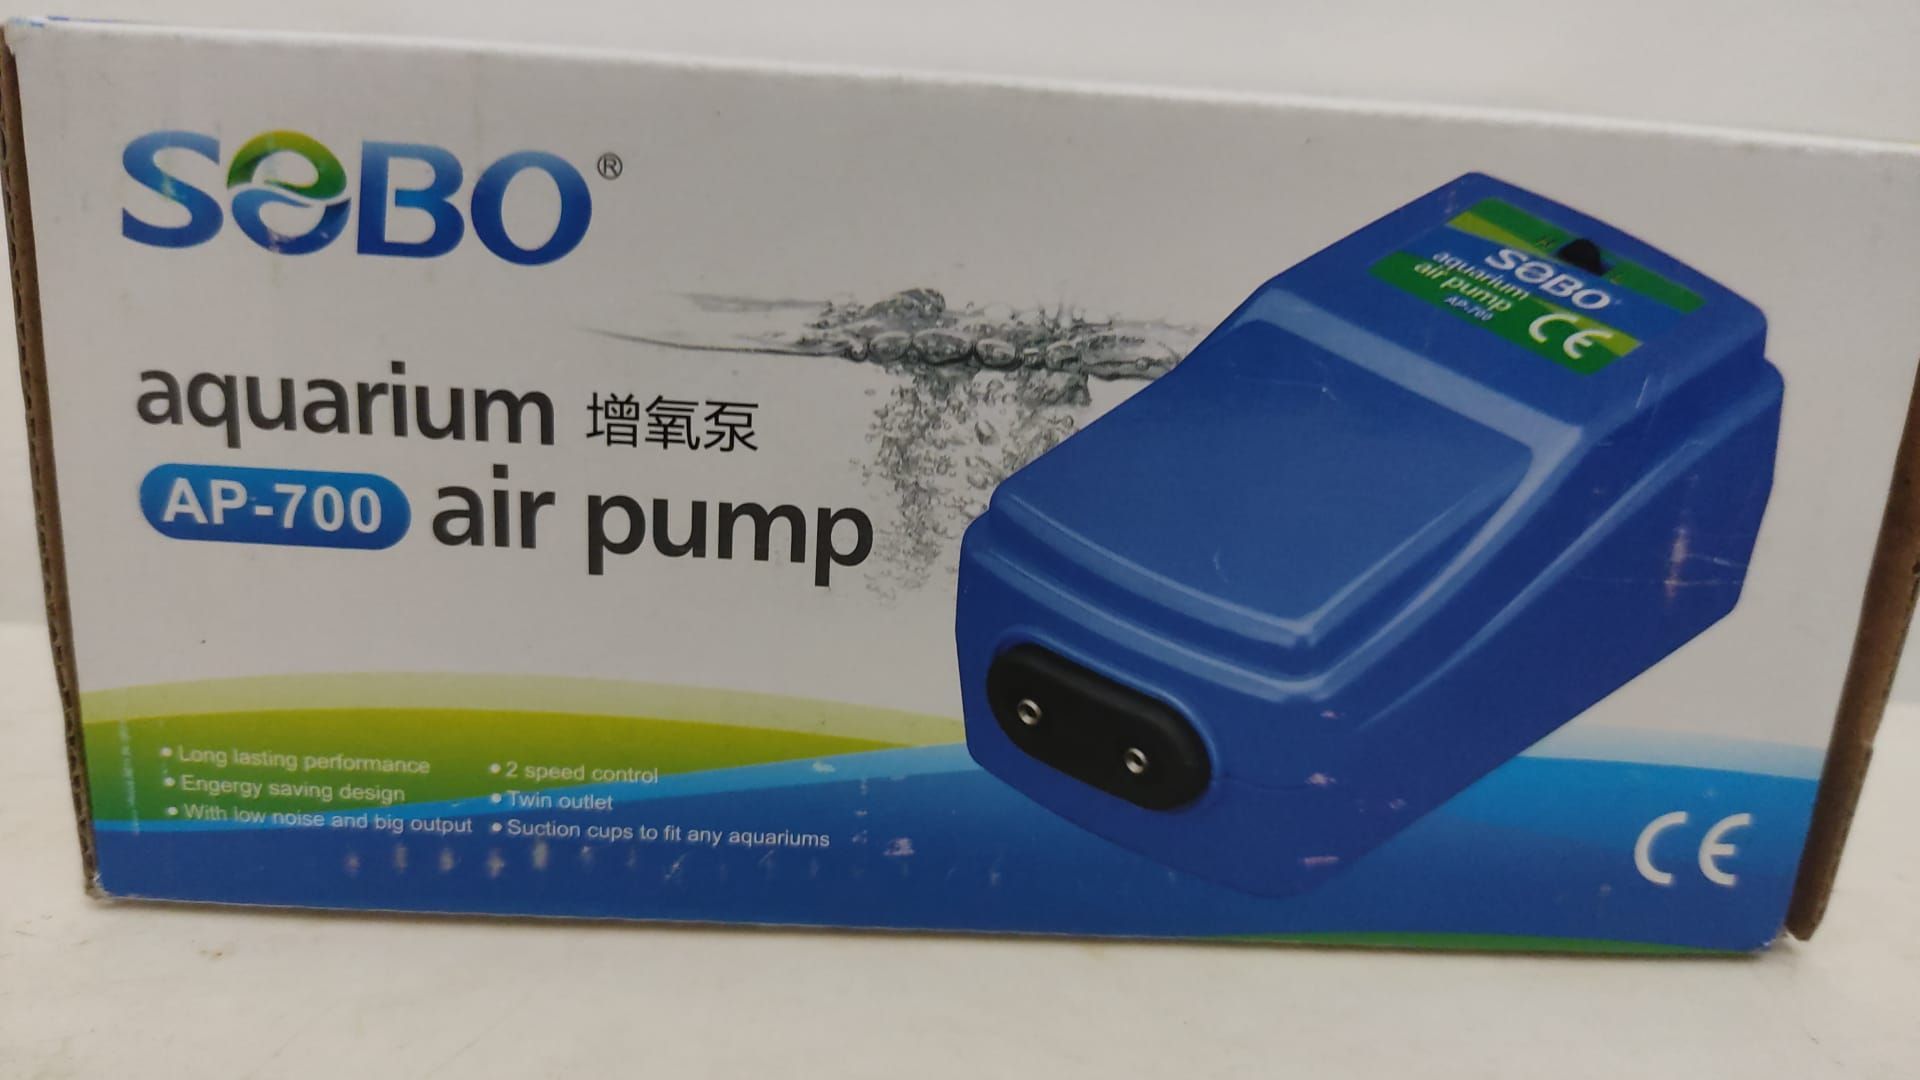 SOBO®
aquarium 增氧泵
AP-700 air pump
• Long lasting performance
• Engergy saving design
• With low noise and big output
• 2 speed control
• Twin outlet
• Suction cups to fit any aquariums
SOBO
aquarium
air pump
AP-700
CE
CE